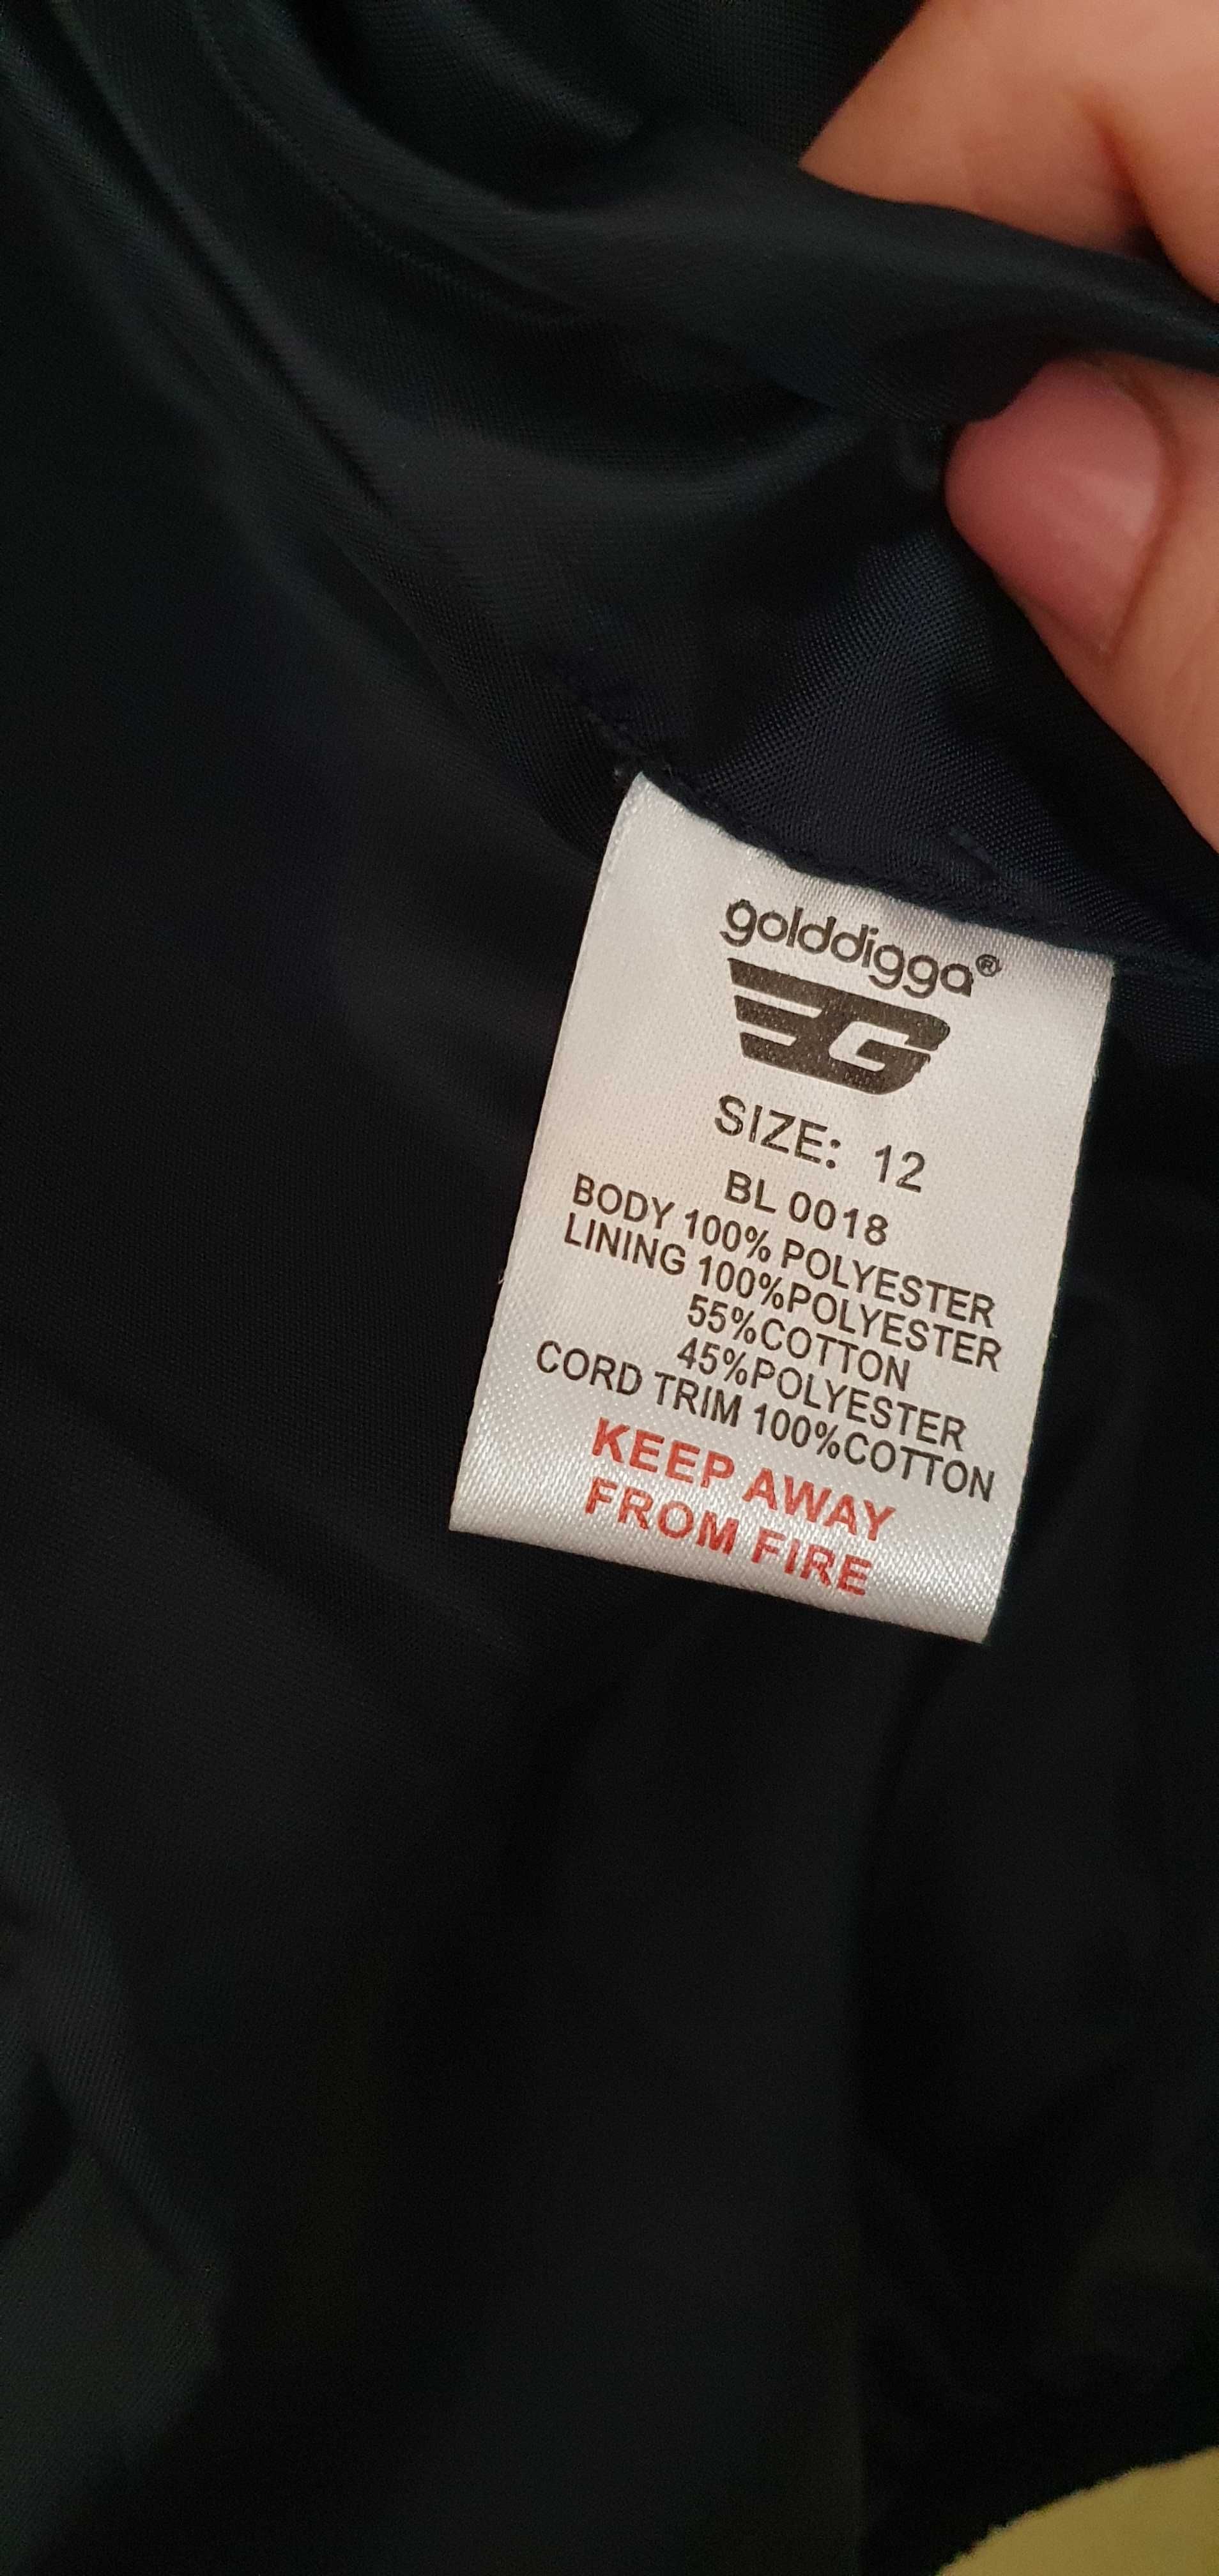 golddigga®
G
SIZE: 12
BL 0018
BODY 100% POLYESTER
LINING 100%POLYESTER
55%COTTON
45%POLYESTER
CORD TRIM 100%COTTON
KEEP AWAY
FROM FIRE